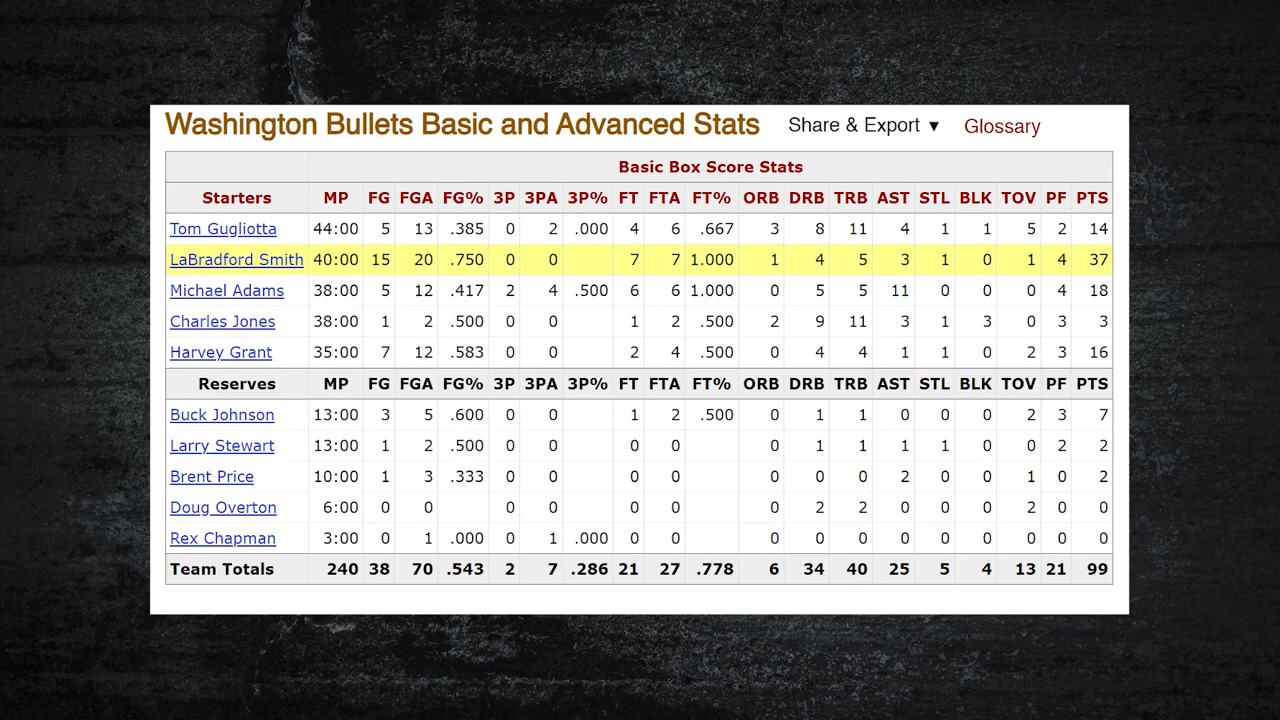 Washington Bullets Basic and Advanced Stats Share & Export ▼ Glossary
Basic Box Score Stats
Starters MP FG FGA FG% 3P 3PA 3P% FT FTA FT% ORB DRB TRB AST STL BLK TOV PF PTS
Tom Gugliotta 44:00 5 13 .385 0 2 .000 4 6 .667 3 8 11 4 1 1 5 2 14
LaBradford Smith 40:00 15 20 .750 0 0 7 7 1.000 1 4 5 3 1 0 1 4 37
Michael Adams 38:00 5 12 .417 2 4 .500 6 6 1.000 0 5 5 11 0 0 0 4 18
Charles Jones 38:00 1 2 .500 0 0 1 2 .500 2 9 11 3 1 3 0 3 3
Harvey Grant 35:00 7 12 .583 0 0 2 4 .500 0 4 4 1 1 0 2 3 16
Reserves MP FG FGA FG% 3P 3PA 3P% FT FTA FT% ORB DRB TRB AST STL BLK TOV PF PTS
Buck Johnson 13:00 3 5 .600 0 0 1 2 .500 0 1 1 0 0 0 2 3 7
Larry Stewart 13:00 1 2 .500 0 0 0 0 0 1 1 1 1 0 0 2 2
Brent Price 10:00 1 3 .333 0 0 0 0 0 0 0 2 0 0 1 0 2
Doug Overton 6:00 0 0 0 0 0 0 0 2 2 0 0 0 2 0 0
Rex Chapman 3:00 0 1 .000 0 1 .000 0 0 0 0 0 0 0 0 0 0 0
Team Totals 240 38 70 .543 2 7 .286 21 27 .778 6 34 40 25 5 4 13 21 99